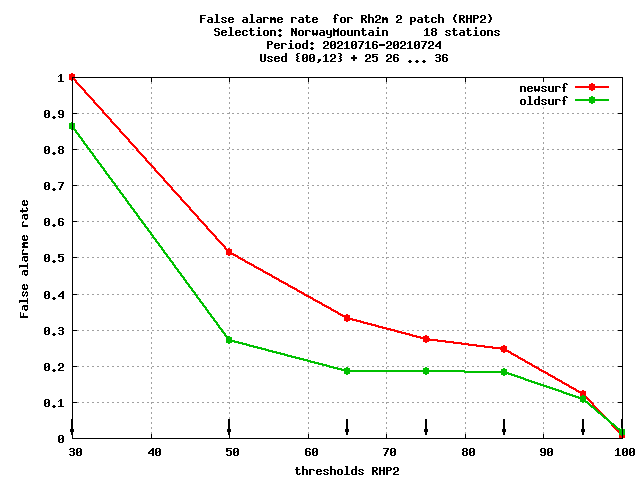 False alarme rate  for Rh2m 2 patch (RHP2)
Selection: NorwayMountain     18 stations
Period: 20210716-20210724
Used {00,12} + 25 26 ... 36
newsurf
oldsurf
1
0.9
0.8
0.7
0.6
0.5
0.4
0.3
0.2
0.1
0
False alarme rate
30 40 50 60 70 80 90 100
thresholds RHP2